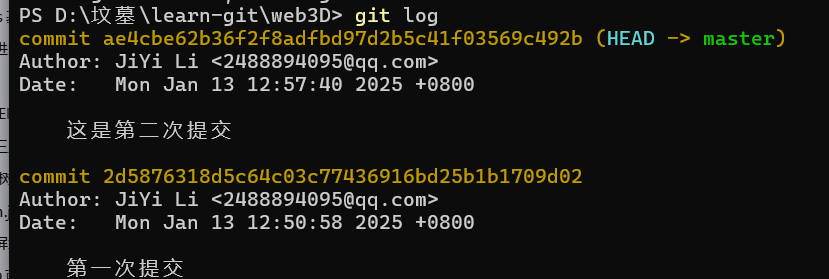 PS D:\坟墓\learn-git\web3D> git log
commit ae4cbe62b36f2f8adfbd97d2b5c41f03569c492b (HEAD -> master)
Author: JiYi Li <2488894095@qq.com>
Date:   Mon Jan 13 12:57:40 2025 +0800
这是第二次提交
commit 2d5876318d5c64c03c77436916bd25b1b1709d02
Author: JiYi Li <2488894095@qq.com>
Date:   Mon Jan 13 12:50:58 2025 +0800
第一次提交